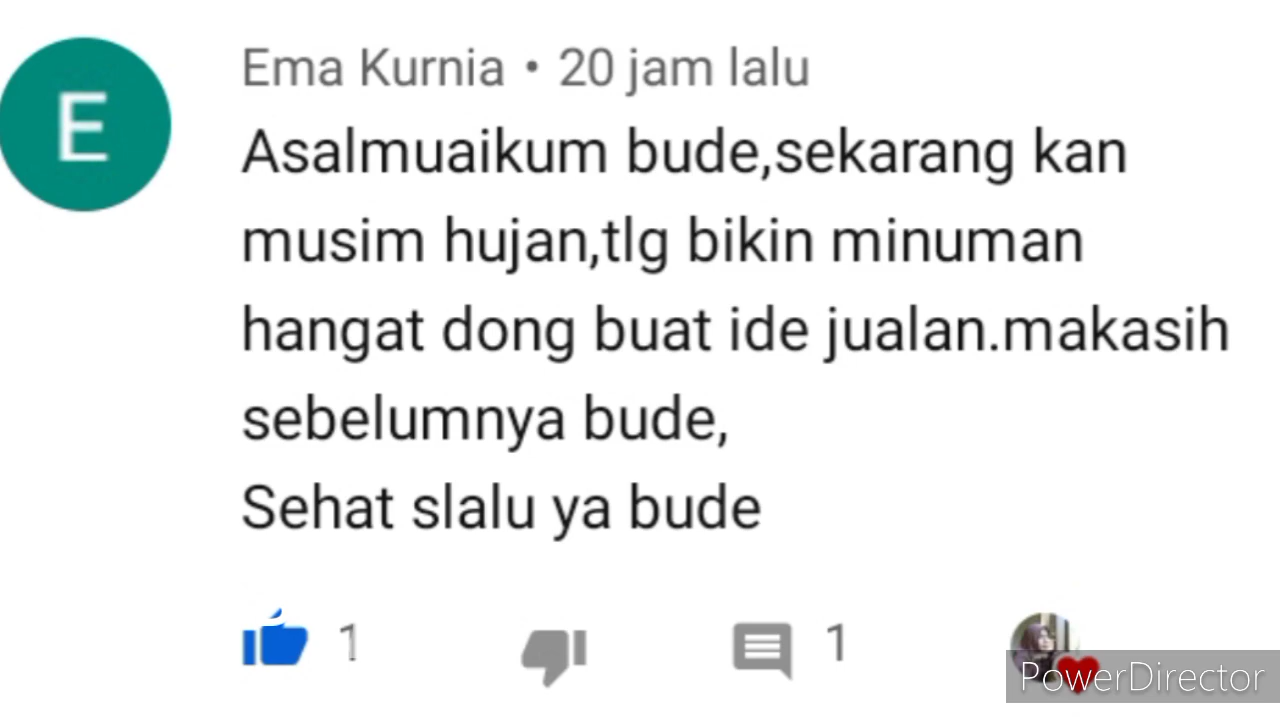 E
Ema Kurnia • 20 jam lalu
Asalmuaikum bude,sekarang kan
musim hujan,tlg bikin minuman
hangat dong buat ide jualan.makasih
sebelumnya bude,
Sehat slalu ya bude
1 1
PowerDirector